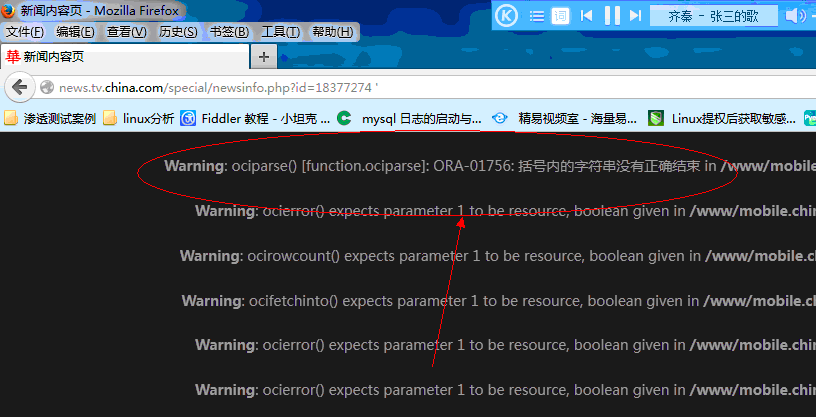 新闻内容页 - Mozilla Firefox
词
齐秦 - 张三的歌
文件(F) 编辑(E) 查看(V) 历史(S) 书签(B) 工具(T) 帮助(H)
華 新闻内容页
news.tv.china.com/special/newsinfo.php?id=18377274 '
渗透测试案例 linux分析 Fiddler 教程 - 小坦克 ... mysql 日志的启动与... 精易视频室 - 海量易... Linux提权后获取敏感...
Warning: ociparse() [function.ociparse]: ORA-01756: 括号内的字符串没有正确结束 in /www/mobile
Warning: ocierror() expects parameter 1 to be resource, boolean given in /www/mobile.chin
Warning: ocirowcount() expects parameter 1 to be resource, boolean given in /www/mobile.c
Warning: ocifetchinto() expects parameter 1 to be resource, boolean given in /www/mobile.c
Warning: ocierror() expects parameter 1 to be resource, boolean given in /www/mobile.chin
Warning: ocierror() expects parameter 1 to be resource, boolean given in /www/mobile.chin